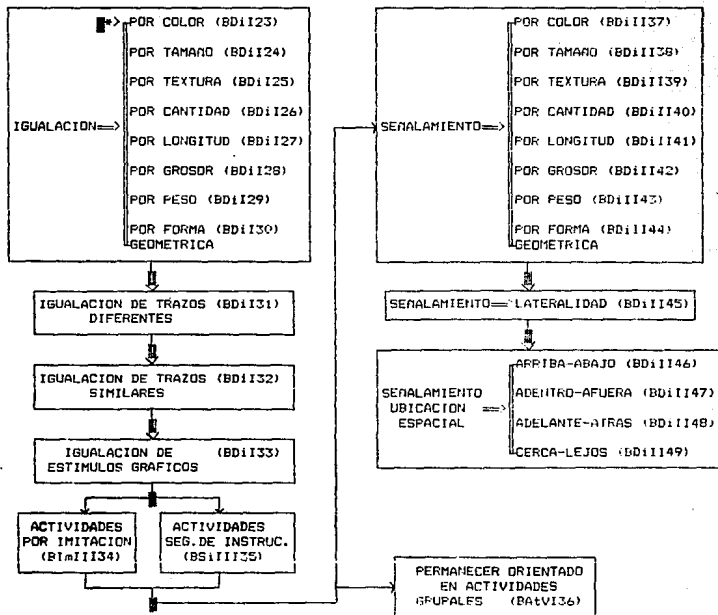 POR COLOR (BDiI23)
POR TAMANO (BDiI24)
POR TEXTURA (BDiI25)
POR CANTIDAD (BDiI26)
IGUALACION
POR LONGITUD (BDiI27)
POR GROSOR (BDiI28)
POR PESO (BDiI29)
POR FORMA (BDiI30)
GEOMETRICA
IGUALACION DE TRAZOS (BDiI31)
DIFERENTES
IGUALACION DE TRAZOS (BDiI32)
SIMILARES
IGUALACION DE (BDiI33)
ESTIMULOS GRAFICOS
ACTIVIDADES
POR IMITACION
(BImIII34)
ACTIVIDADES
SEG.DE INSTRUC.
(BSiIII35)
POR COLOR (BDiII37)
POR TAMANO (BDiII38)
POR TEXTURA (BDiII39)
POR CANTIDAD (BDiII40)
SENALAMIENTO
POR LONGITUD (BDiII41)
POR GROSOR (BDiII42)
POR PESO (BDiII43)
POR FORMA (BDiII44)
GEOMETRICA
SENALAMIENTO LATERALIDAD (BDiII45)
ARRIBA-ABAJO (BDiII46)
SENALAMIENTO
UBICACION
ESPACIAL
ADENTRO-AFUERA (BDiII47)
ADELANTE-ATRAS (BDiII48)
CERCA-LEJOS (BDiII49)
PERMANECER ORIENTADO
EN ACTIVIDADES
GRUPALES (BAtVI36)